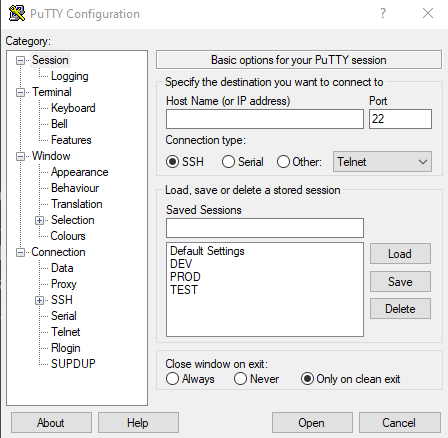 PuTTY Configuration
? ×
Category:
Session
Logging
Terminal
Keyboard
Bell
Features
Window
Appearance
Behaviour
Translation
Selection
Colours
Connection
Data
Proxy
SSH
Serial
Telnet
Rlogin
SUPDUP
Basic options for your PuTTY session
Specify the destination you want to connect to
Host Name (or IP address) Port
22
Connection type:
SSH Serial Other: Telnet
Load, save or delete a stored session
Saved Sessions
Default Settings
DEV
PROD
TEST
Load
Save
Delete
Close window on exit:
Always Never Only on clean exit
About Help Open Cancel